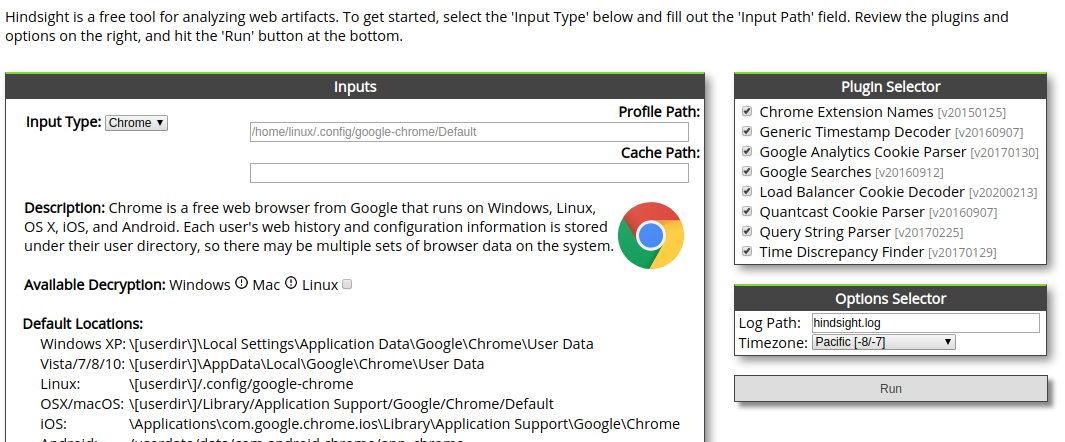 Hindsight is a free tool for analyzing web artifacts. To get started, select the 'Input Type' below and fill out the 'Input Path' field. Review the plugins and
options on the right, and hit the 'Run' button at the bottom.
Inputs
Input Type: Chrome
Profile Path:
/home/linux/.config/google-chrome/Default
Cache Path:
Description: Chrome is a free web browser from Google that runs on Windows, Linux,
OS X, iOS, and Android. Each user's web history and configuration information is stored
under their user directory, so there may be multiple sets of browser data on the system.
Available Decryption: Windows Mac Linux
Default Locations:
Windows XP: \[userdir\]\Local Settings\Application Data\Google\Chrome\User Data
Vista/7/8/10: \[userdir\]\AppData\Local\Google\Chrome\User Data
Linux: \[userdir\]/.config/google-chrome
OSX/macOS: \[userdir\]/Library/Application Support/Google/Chrome/Default
iOS: \Applications\com.google.chrome.ios\Library\Application Support\Google\Chrome
PlugIn Selector
Chrome Extension Names [v20150125]
Generic Timestamp Decoder [v20160907]
Google Analytics Cookie Parser [v20170130]
Google Searches [v20160912]
Load Balancer Cookie Decoder [v20200213]
Quantcast Cookie Parser [v20160907]
Query String Parser [v20170225]
Time Discrepancy Finder [v20170129]
Options Selector
Log Path: hindsight.log
Timezone: Pacific [-8/-7]
Run